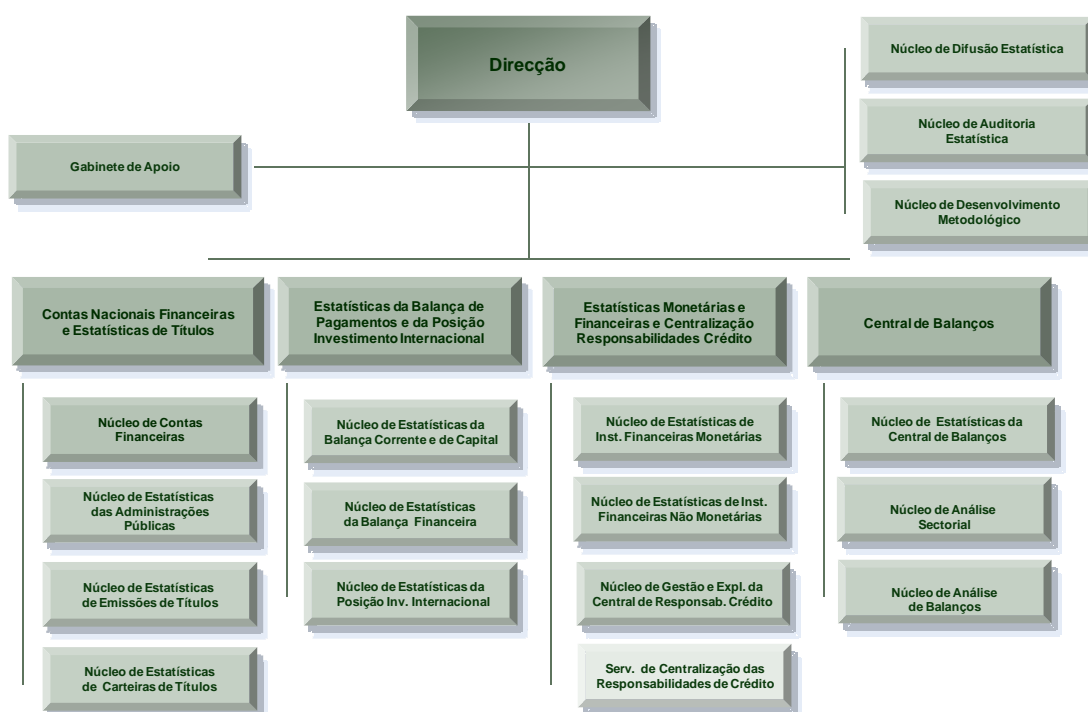 Direcção
Núcleo de Difusão Estatística
Núcleo de Auditoria
Estatística
Núcleo de Desenvolvimento
Metodológico
Gabinete de Apoio
Contas Nacionais Financeiras
e Estatísticas de Títulos
Núcleo de Contas
Financeiras
Núcleo de Estatísticas
das Administrações
Públicas
Núcleo de Estatísticas
de Emissões de Títulos
Núcleo de Estatísticas
de Carteiras de Títulos
Estatísticas da Balança de
Pagamentos e da Posição
Investimento Internacional
Núcleo de Estatísticas da
Balança Corrente e de Capital
Núcleo de Estatísticas
da Balança Financeira
Núcleo de Estatísticas da
Posição Inv. Internacional
Estatísticas Monetárias e
Financeiras e Centralização
Responsabilidades Crédito
Núcleo de Estatísticas de
Inst. Financeiras Monetárias
Núcleo de Estatísticas de Inst.
Financeiras Não Monetárias
Núcleo de Gestão e Expl. da
Central de Responsab. Crédito
Serv. de Centralização das
Responsabilidades de Crédito
Central de Balanços
Núcleo de Estatísticas da
Central de Balanços
Núcleo de Análise
Sectorial
Núcleo de Análise
de Balanços